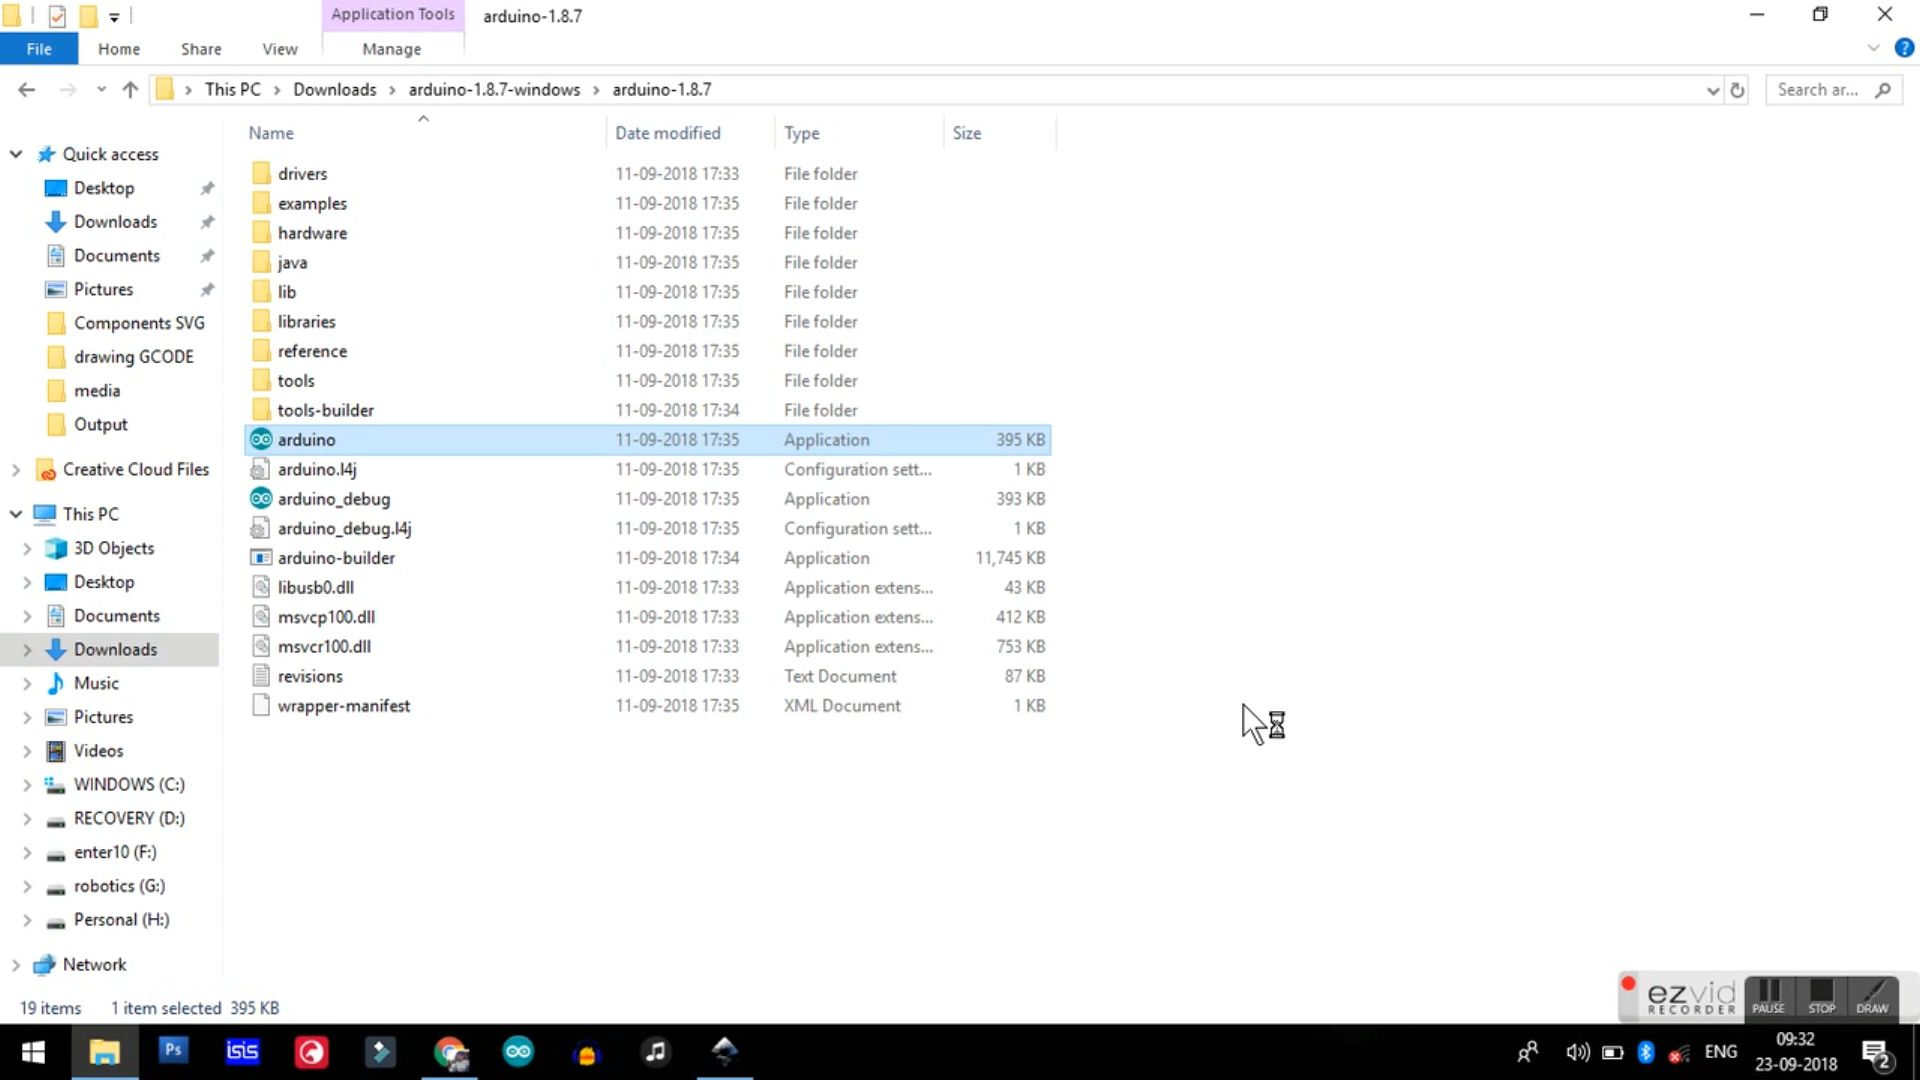 Application Tools
arduino-1.8.7
File
Home
Share
View
Manage
?
This PC > Downloads > arduino-1.8.7-windows > arduino-1.8.7
Search ar...
Name
Date modified
Type
Size
Quick access
Desktop
Downloads
Documents
Pictures
Components SVG
drawing GCODE
media
Output
Creative Cloud Files
This PC
3D Objects
Desktop
Documents
Downloads
Music
Pictures
Videos
WINDOWS (C:)
RECOVERY (D:)
enter10 (F:)
robotics (G:)
Personal (H:)
Network
drivers 11-09-2018 17:33 File folder
examples 11-09-2018 17:35 File folder
hardware 11-09-2018 17:35 File folder
java 11-09-2018 17:35 File folder
lib 11-09-2018 17:35 File folder
libraries 11-09-2018 17:35 File folder
reference 11-09-2018 17:35 File folder
tools 11-09-2018 17:35 File folder
tools-builder 11-09-2018 17:34 File folder
arduino 11-09-2018 17:35 Application 395 KB
arduino.l4j 11-09-2018 17:35 Configuration sett... 1 KB
arduino_debug 11-09-2018 17:35 Application 393 KB
arduino_debug.l4j 11-09-2018 17:35 Configuration sett... 1 KB
arduino-builder 11-09-2018 17:34 Application 11,745 KB
libusb0.dll 11-09-2018 17:33 Application extens... 43 KB
msvcp100.dll 11-09-2018 17:33 Application extens... 412 KB
msvcr100.dll 11-09-2018 17:33 Application extens... 753 KB
revisions 11-09-2018 17:33 Text Document 87 KB
wrapper-manifest 11-09-2018 17:35 XML Document 1 KB
19 items 1 item selected 395 KB
ezvid
RECORDER
PAUSE
STOP
DRAW
Ps
isis
ENG
09:32
23-09-2018
2